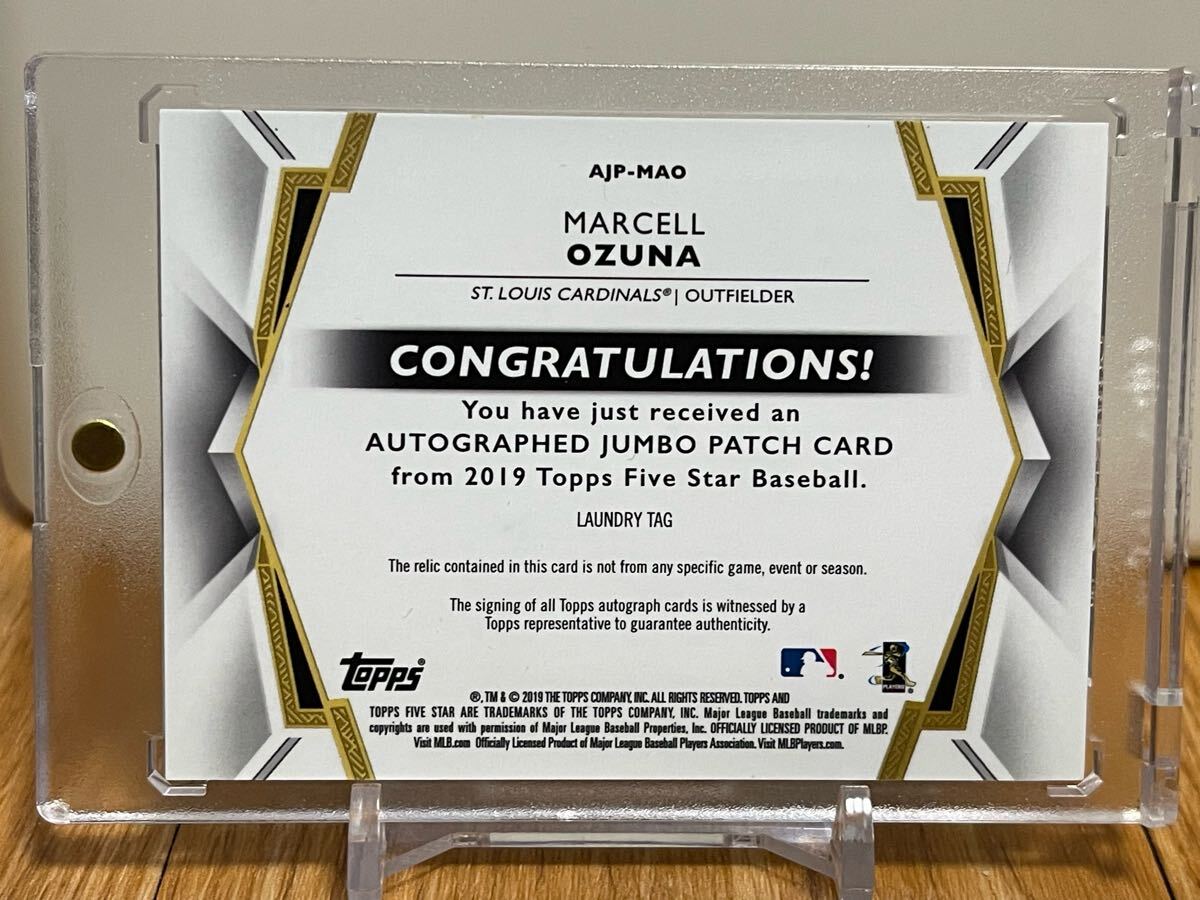 AJP-MAO
MARCELL
OZUNA
ST. LOUIS CARDINALS® | OUTFIELDER
CONGRATULATIONS!
You have just received an
AUTOGRAPHED JUMBO PATCH CARD
from 2019 Topps Five Star Baseball.
LAUNDRY TAG
The relic contained in this card is not from any specific game, event or season.
The signing of all Topps autograph cards is witnessed by a
Topps representative to guarantee authenticity.
topps®
PLAYERS
®, TM & © 2019 THE TOPPS COMPANY, INC. ALL RIGHTS RESERVED. TOPPS AND
TOPPS FIVE STAR ARE TRADEMARKS OF THE TOPPS COMPANY, INC. Major League Baseball trademarks and
copyrights are used with permission of Major League Baseball Properties, Inc. OFFICIALLY LICENSED PRODUCT OF MLBP.
Visit MLB.com Officially Licensed Product of Major League Baseball Players Association. Visit MLBPlayers.com.